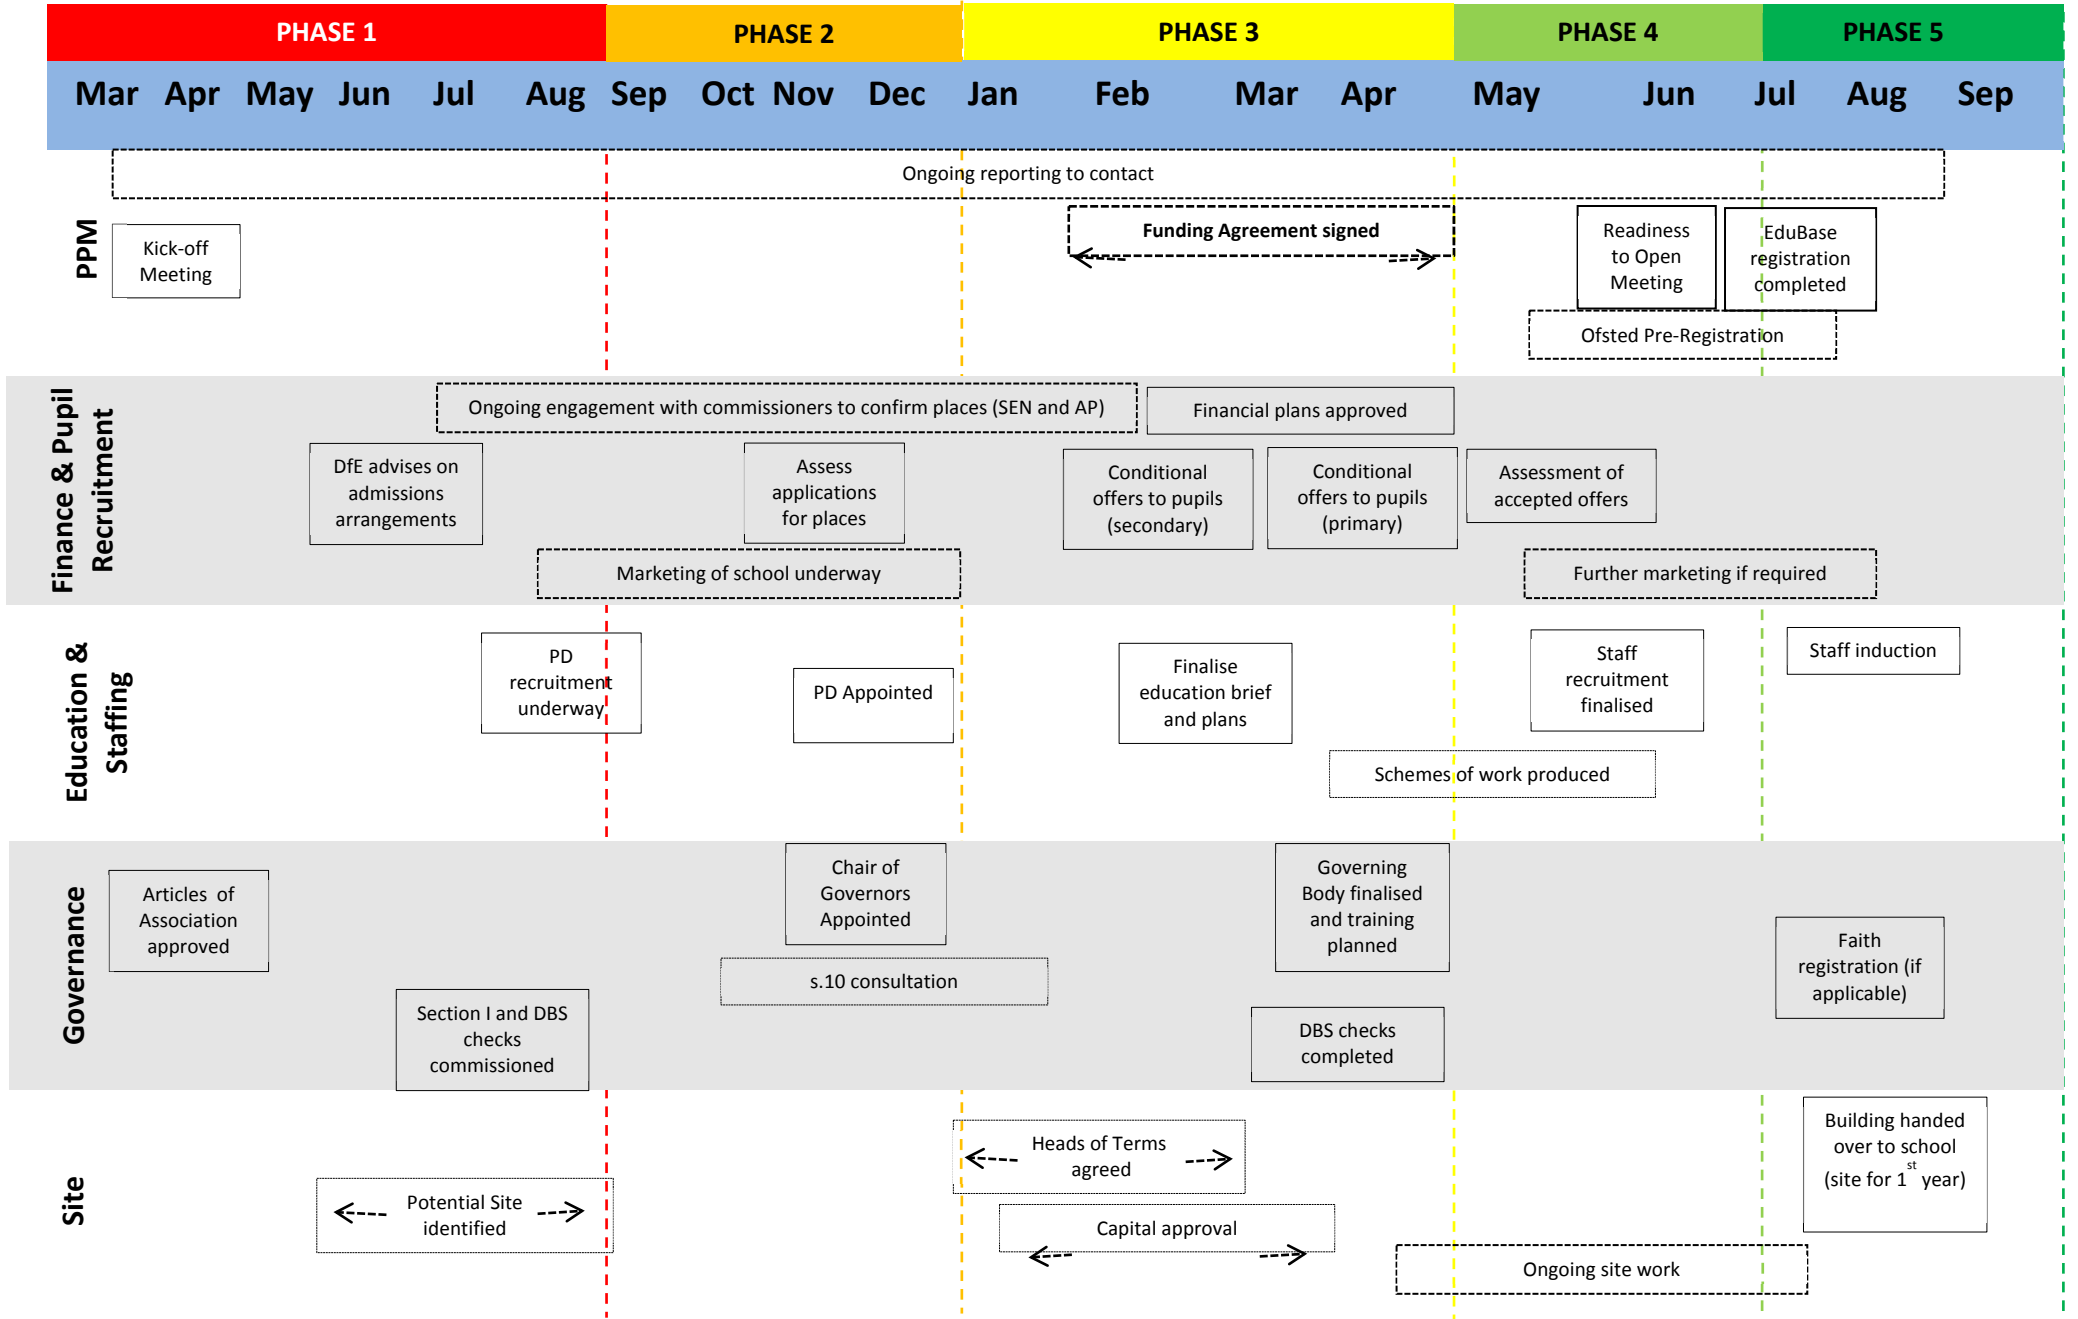 PHASE 1 PHASE 2 PHASE 3 PHASE 4 PHASE 5
Mar Apr May Jun Jul Aug Sep Oct Nov Dec Jan Feb Mar Apr May Jun Jul Aug Sep
PPM
Ongoing reporting to contact
Kick-off
Meeting
Funding Agreement signed
Readiness
to Open
Meeting
EduBase
registration
completed
Ofsted Pre-Registration
Finance & Pupil
Recruitment
Ongoing engagement with commissioners to confirm places (SEN and AP)
Financial plans approved
DfE advises on
admissions
arrangements
Assess
applications
for places
Conditional
offers to pupils
(secondary)
Conditional
offers to pupils
(primary)
Assessment of
accepted offers
Marketing of school underway
Further marketing if required
Education &
Staffing
PD
recruitment
underway
PD Appointed
Finalise
education brief
and plans
Staff
recruitment
finalised
Staff induction
Schemes of work produced
Governance
Articles of
Association
approved
Chair of
Governors
Appointed
Governing
Body finalised
and training
planned
Faith
registration (if
applicable)
s.10 consultation
Section I and DBS
checks
commissioned
DBS checks
completed
Site
Building handed
over to school
(site for 1st year)
Heads of Terms
agreed
Potential Site
identified
Capital approval
Ongoing site work